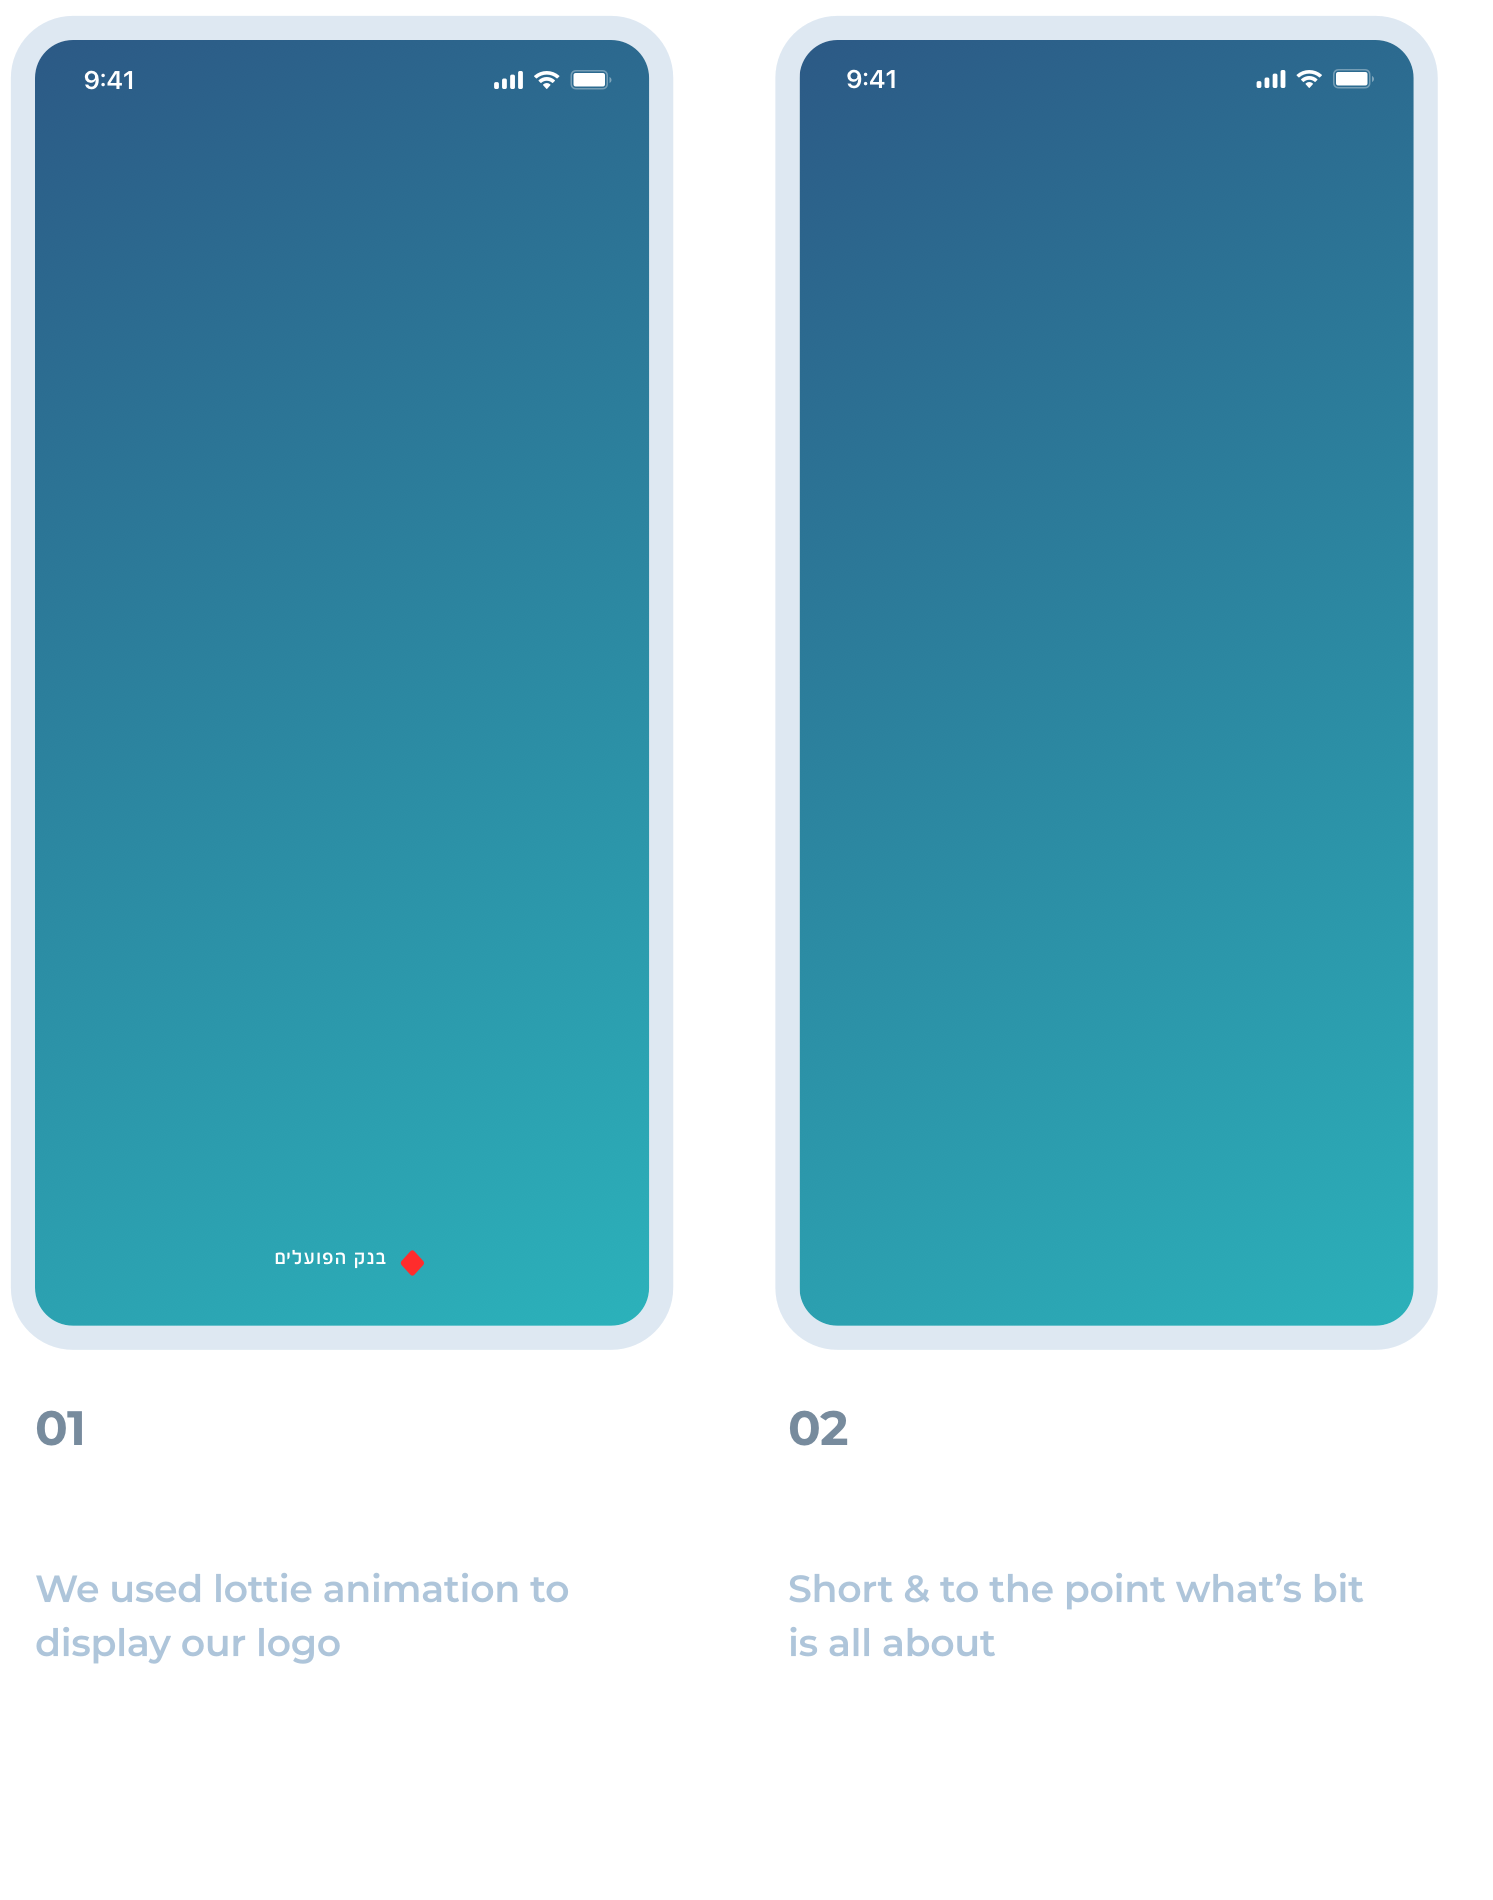 9:41
בנק הפועלים
01
We used lottie animation to
display our logo
9:41
02
Short & to the point what’s bit
is all about